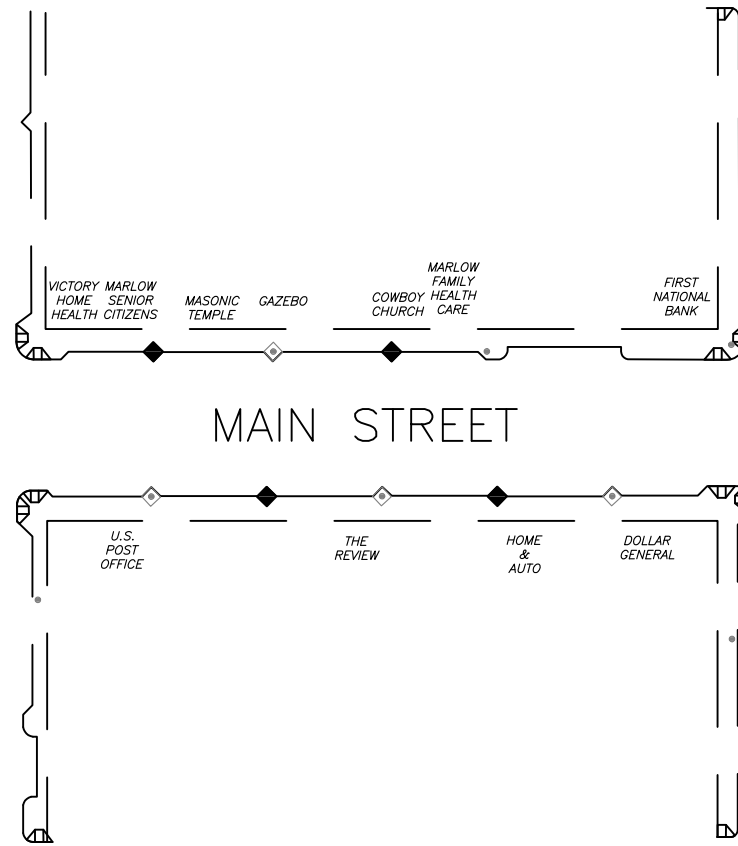 VICTORY
HOME
HEALTH
MARLOW
SENIOR
CITIZENS
MASONIC
TEMPLE
GAZEBO
COWBOY
CHURCH
MARLOW
FAMILY
HEALTH
CARE
FIRST
NATIONAL
BANK
MAIN STREET
U.S.
POST
OFFICE
THE
REVIEW
HOME
&
AUTO
DOLLAR
GENERAL